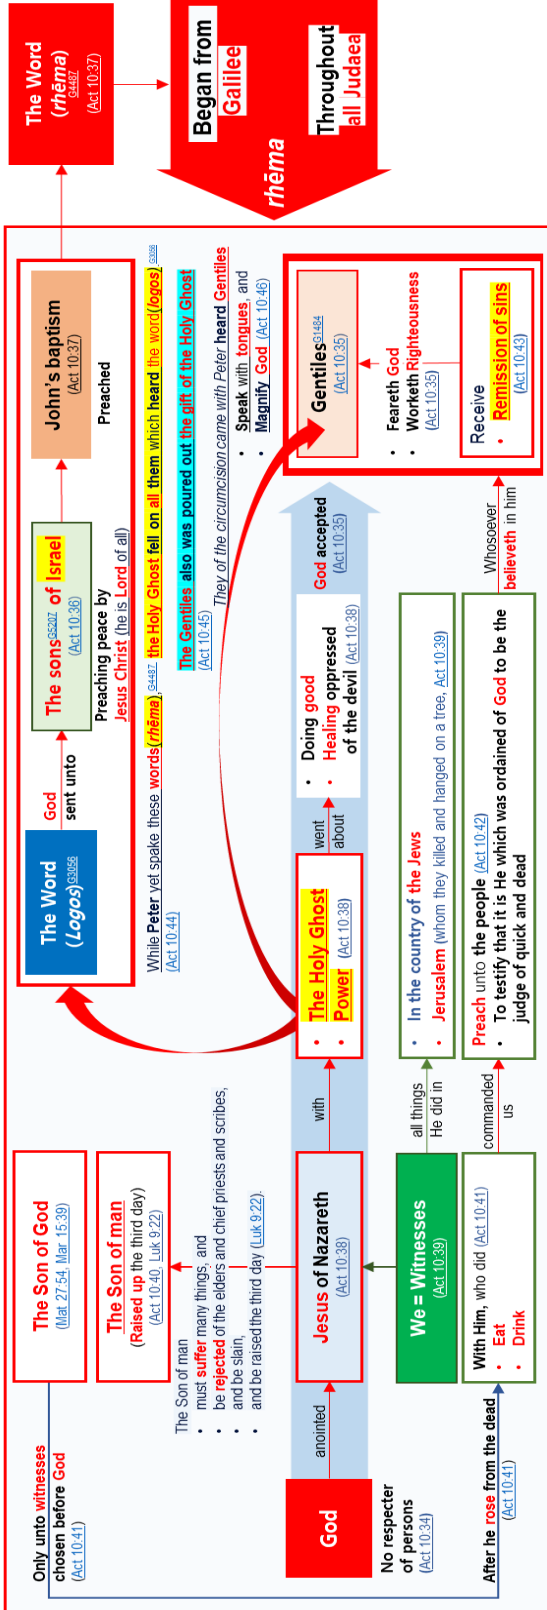 Only unto witnesses
chosen before God
(Act 10:41)
The Son of God
(Mat 27:54, Mar 15:39)
The Son of man
(Raised up the third day)
(Act 10:40, Luk 9:22)
The Son of man
• must suffer many things, and
• be rejected of the elders and chief priests and scribes,
• and be slain,
• and be raised the third day (Luk 9:22).
The Word
(Logos)G3056
God
sent unto
The sonsG5207 of Israel
(Act 10:36)
Preaching peace by
Jesus Christ (he is Lord of all)
John's baptism
(Act 10:37)
Preached
The Word
(rhēma)
G4487
(Act 10:37)
Began from
Galilee
Throughout
all Judaea
rhēma
While Peter yet spake these words(rhēma),G4487 the Holy Ghost fell on all them which heard the word(logos).G3056
(Act 10:44)
The Gentiles also was poured out the gift of the Holy Ghost
(Act 10:45)
They of the circumcision came with Peter heard Gentiles
• Speak with tongues, and
• Magnify God (Act 10:46)
God
No respecter
of persons
(Act 10:34)
anointed
Jesus of Nazareth
(Act 10:38)
with
• The Holy Ghost
• Power (Act 10:38)
went
about
• Doing good
• Healing oppressed
of the devil (Act 10:38)
God accepted
(Act 10:35)
GentilesG1484
(Act 10:35)
• Feareth God
• Worketh Righteousness
(Act 10:35)
Receive
• Remission of sins
(Act 10:43)
We = Witnesses
(Act 10:39)
all things
He did in
• In the country of the Jews
• Jerusalem (whom they killed and hanged on a tree, Act 10:39)
After he rose from the dead
(Act 10:41)
With Him, who did (Act 10:41)
• Eat
• Drink
commanded
us
Preach unto the people (Act 10:42)
• To testify that it is He which was ordained of God to be the
judge of quick and dead
Whosoever
believeth in him